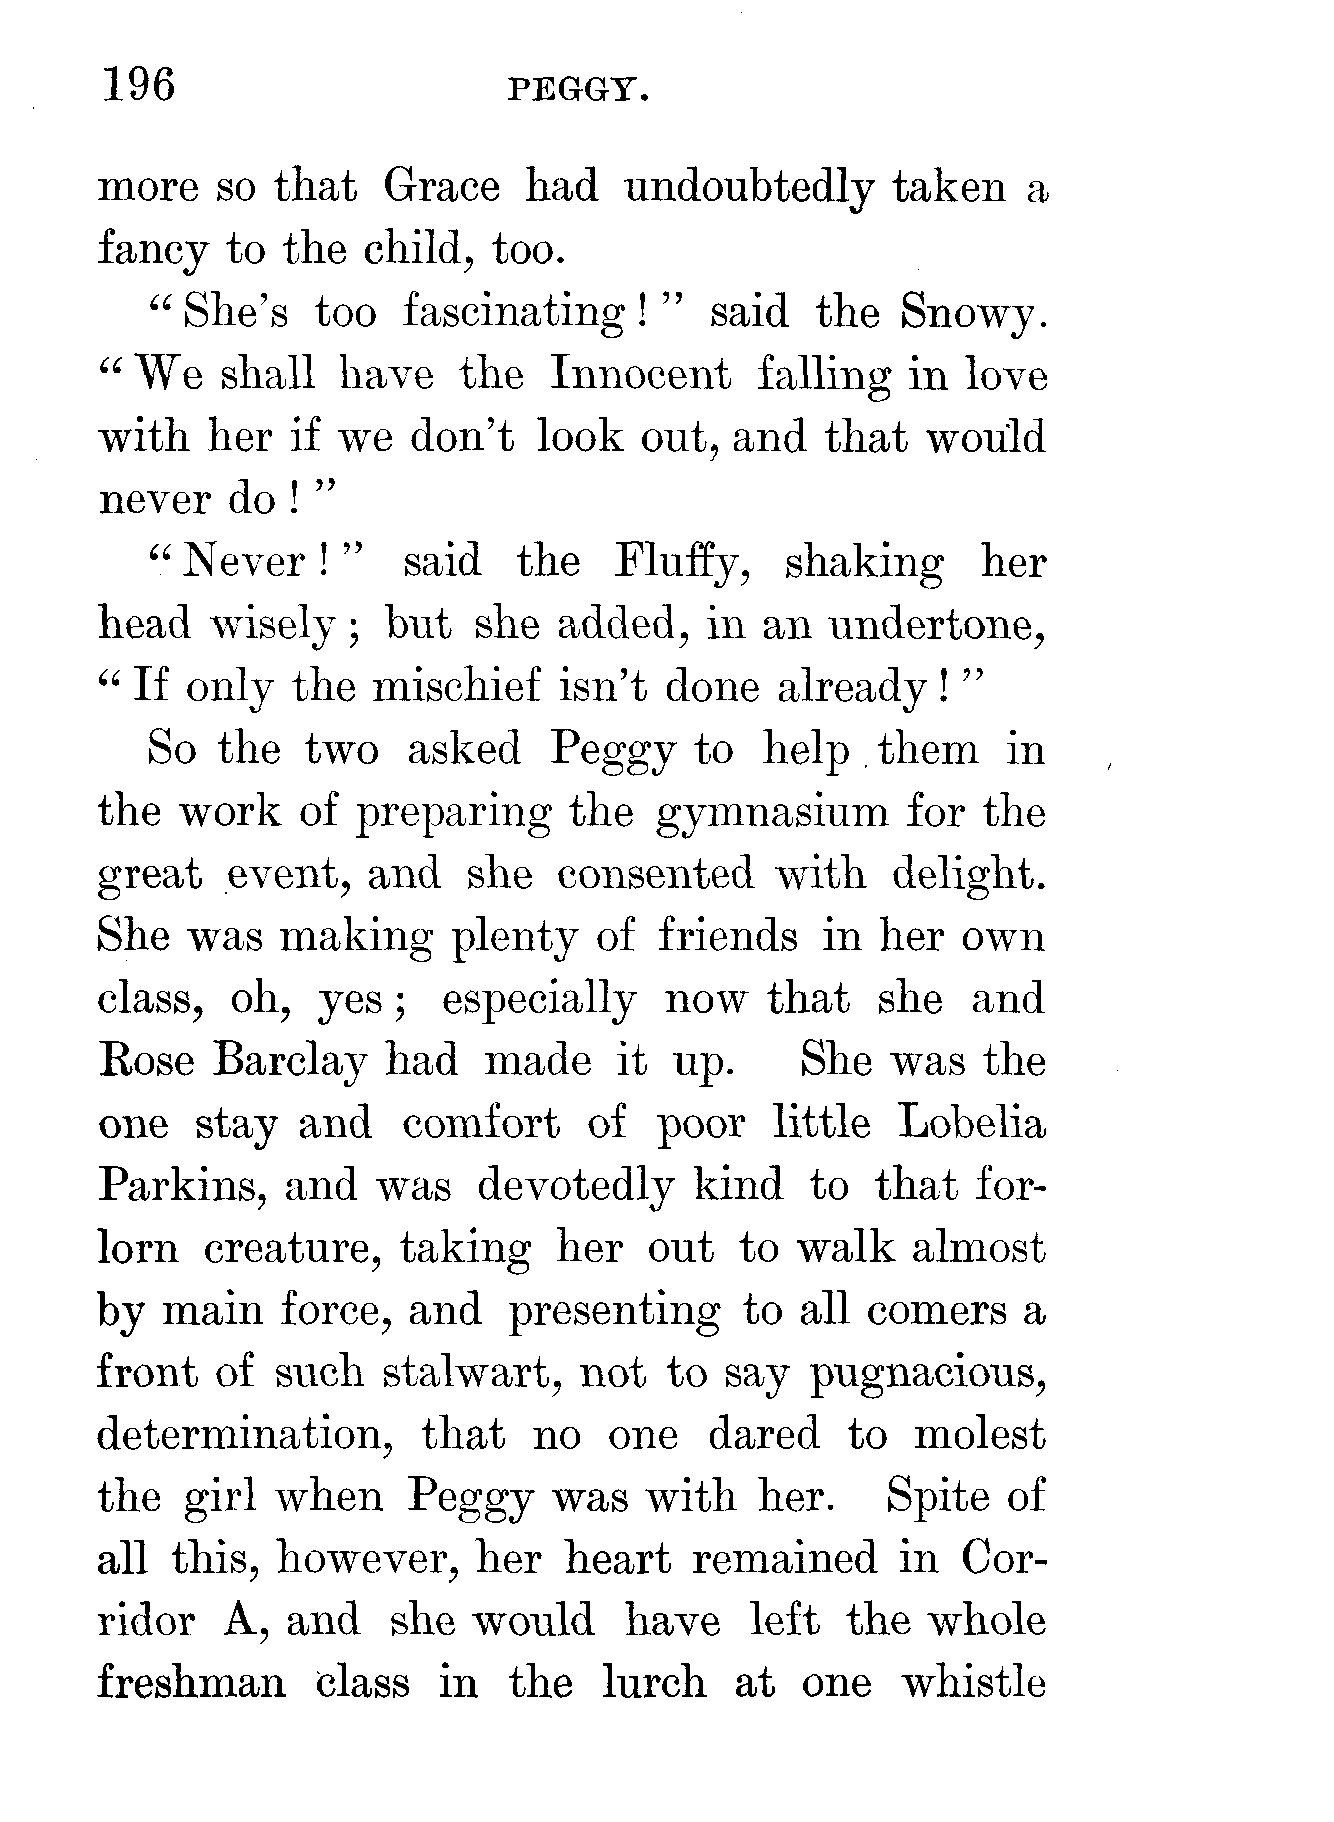 196 PEGGY.
more so that Grace had undoubtedly taken a
fancy to the child, too.
“ She’s too fascinating ! ” said the Snowy.
“ We shall have the Innocent falling in love
with her if we don’t look out, and that would
never do ! ”
“ Never ! ” said the Fluffy, shaking her
head wisely ; but she added, in an undertone,
“ If only the mischief isn’t done already ! ”
So the two asked Peggy to help them in
the work of preparing the gymnasium for the
great event, and she consented with delight.
She was making plenty of friends in her own
class, oh, yes ; especially now that she and
Rose Barclay had made it up. She was the
one stay and comfort of poor little Lobelia
Parkins, and was devotedly kind to that for-
lorn creature, taking her out to walk almost
by main force, and presenting to all comers a
front of such stalwart, not to say pugnacious,
determination, that no one dared to molest
the girl when Peggy was with her. Spite of
all this, however, her heart remained in Cor-
ridor A, and she would have left the whole
freshman class in the lurch at one whistle